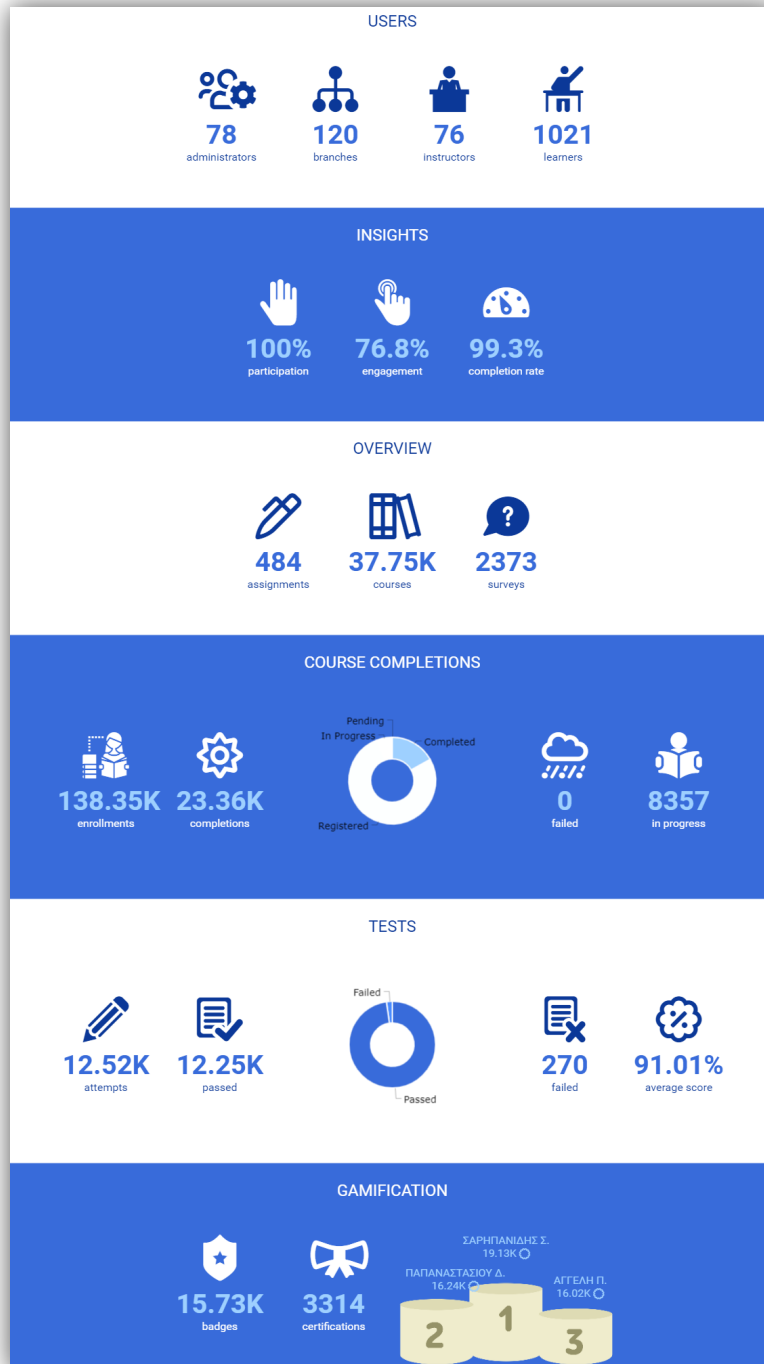 USERS
78 120 76 1021
administrators branches instructors learners
INSIGHTS
100% 76.8% 99.3%
participation engagement completion rate
OVERVIEW
?
484 37.75K 2373
assignments courses surveys
COURSE COMPLETIONS
Pending
In Progress
Completed
Registered
138.35K 23.36K 0 8357
enrollments completions failed in progress
TESTS
Failed
Passed
12.52K 12.25K 270 91.01%
attempts passed failed average score
GAMIFICATION
ΣΑΡΗΠΑΝΙΔΗΣ Σ.
19.13K
ΠΑΠΑΝΑΣΤΑΣΙΟΥ Δ.
16.24K
ΑΓΓΕΛΗ Π.
16.02K
15.73K 3314
badges certifications
2 1 3